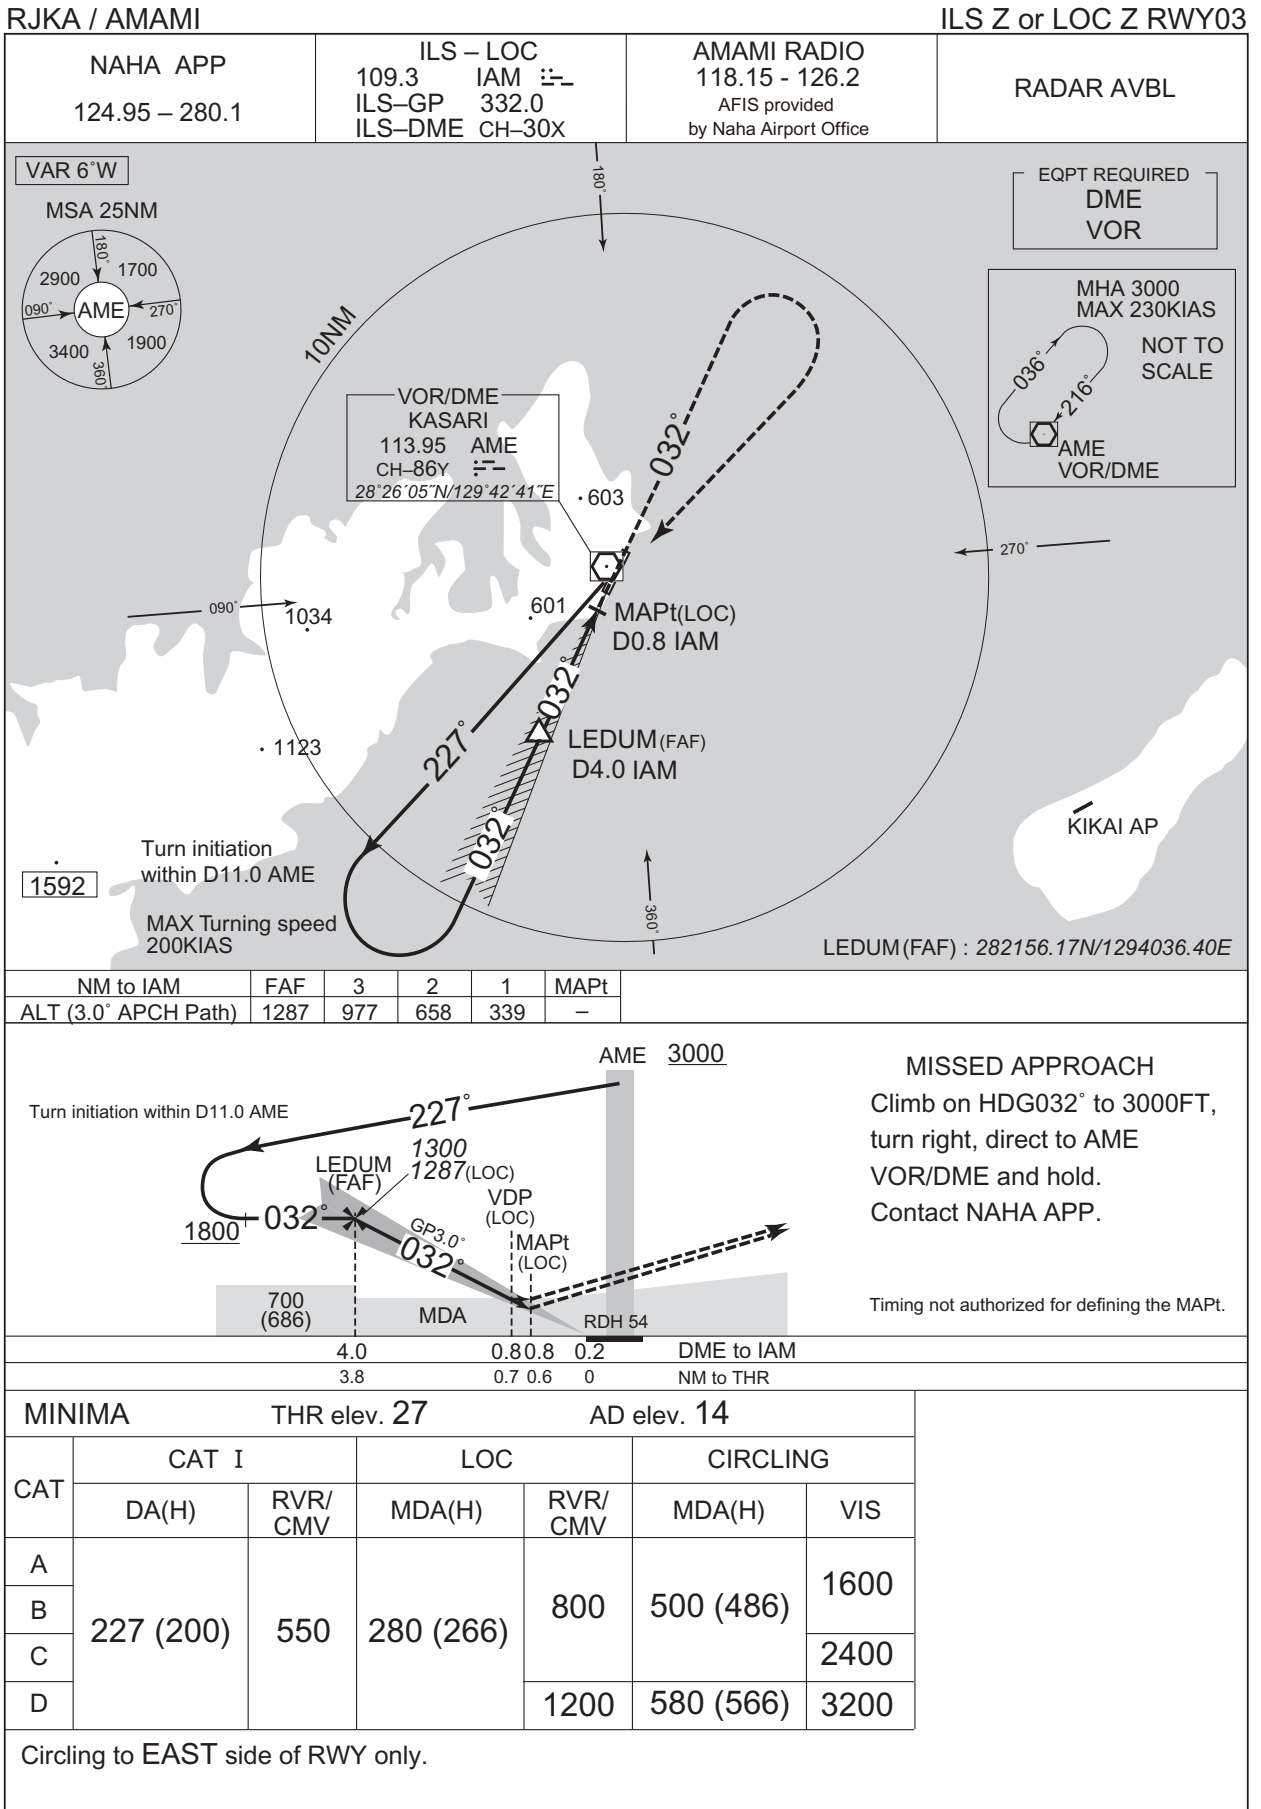 RJKA / AMAMI
ILS Z or LOC Z RWY03
NAHA APP
124.95 – 280.1
ILS – LOC
109.3 IAM
ILS–GP 332.0
ILS–DME CH–30X
AMAMI RADIO
118.15 - 126.2
AFIS provided
by Naha Airport Office
RADAR AVBL
VAR 6°W
MSA 25NM
180°
2900
1700
090°
AME
270°
3400
1900
360°
180°
10NM
EQPT REQUIRED
DME
VOR
MHA 3000
MAX 230KIAS
NOT TO
SCALE
036°
216°
AME
VOR/DME
VOR/DME
KASARI
113.95 AME
CH–86Y
28°26´05˝N/129°42´41˝E
603
032°
270°
090°
1034
601
MAPt(LOC)
D0.8 IAM
032°
1123
227°
LEDUM(FAF)
D4.0 IAM
032°
KIKAI AP
Turn initiation
within D11.0 AME
1592
MAX Turning speed
200KIAS
360°
LEDUM(FAF) : 282156.17N/1294036.40E
NM to IAM FAF 3 2 1 MAPt
ALT (3.0° APCH Path) 1287 977 658 339 –
AME 3000
Turn initiation within D11.0 AME
227°
1300
1287(LOC)
LEDUM
(FAF)
VDP
(LOC)
1800
032°
GP3.0°
032°
MAPt
(LOC)
700
(686)
MDA
RDH 54
4.0 0.8 0.8 0.2 DME to IAM
3.8 0.7 0.6 0 NM to THR
MISSED APPROACH
Climb on HDG032° to 3000FT,
turn right, direct to AME
VOR/DME and hold.
Contact NAHA APP.
Timing not authorized for defining the MAPt.
MINIMA THR elev. 27 AD elev. 14
CAT
CAT I LOC CIRCLING
DA(H) RVR/CMV MDA(H) RVR/CMV MDA(H) VIS
A
B
C
D
227 (200) 550 280 (266)
800
1200
500 (486)
580 (566)
1600
2400
3200
Circling to EAST side of RWY only.